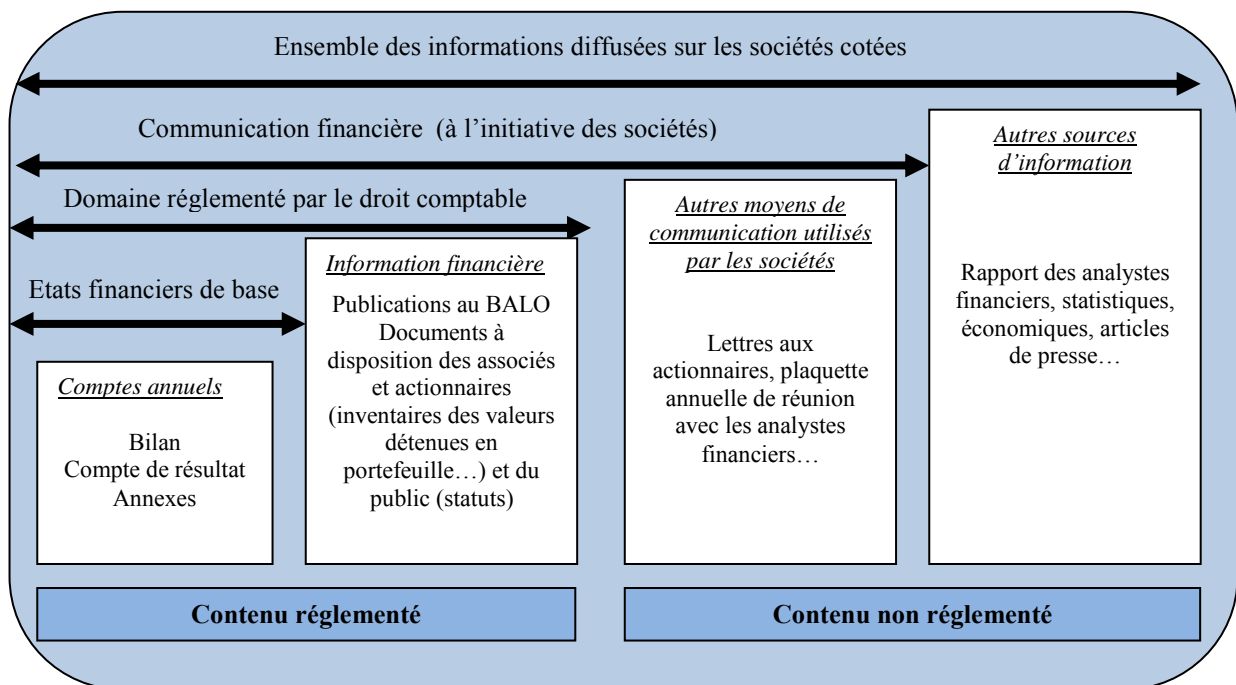 Ensemble des informations diffusées sur les sociétés cotées
Communication financière (à l’initiative des sociétés)
Domaine réglementé par le droit comptable
Etats financiers de base
Comptes annuels
Bilan
Compte de résultat
Annexes
Information financière
Publications au BALO
Documents à
disposition des associés
et actionnaires
(inventaires des valeurs
détenues en
portefeuille…) et du
public (statuts)
Autres moyens de
communication utilisés
par les sociétés
Lettres aux
actionnaires, plaquette
annuelle de réunion
avec les analystes
financiers…
Autres sources
d’information
Rapport des analystes
financiers, statistiques,
économiques, articles
de presse…
Contenu réglementé
Contenu non réglementé